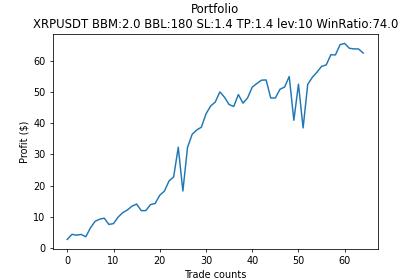 Portfolio
XRPUSDT BBM:2.0 BBL:180 SL:1.4 TP:1.4 lev:10 WinRatio:74.0
Profit ($)
60
50
40
30
20
10
0
0 10 20 30 40 50 60
Trade counts